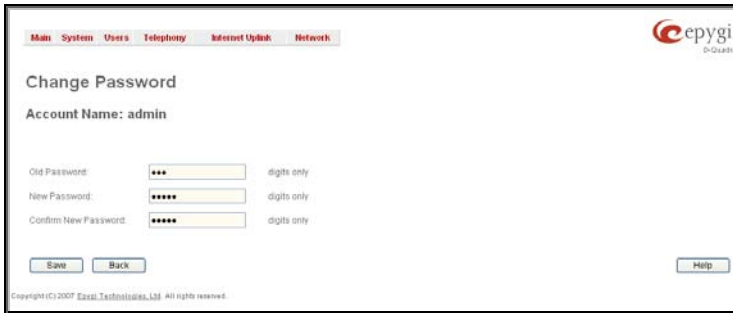 Main System Users Telephony Internet Uplink Network
epygi
Change Password
Account Name: admin
Old Password: ••• digits only
New Password: ••••• digits only
Confirm New Password: ••••• digits only
Save Back Help
Copyright (C) 2007 Epygi Technologies, Ltd. All rights reserved.